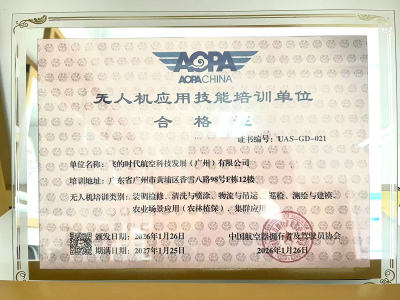 AOPA
AOPA CHINA
无人机应用技能培训单位
合格证
证书编号：UAS-GD-021
单位名称：飞的时代航空科技发展（广州）有限公司
培训地址：广东省广州市黄埔区香雪八路98号F栋12楼
无人机培训类别：装调检修、清洗与喷涂、物流与吊运、巡检、测绘与建模、
农业场景应用（农林植保）、集群应用
颁发日期：2026年1月26日
期满日期：2027年1月25日
中国航空器拥有者及驾驶员协会
2026年1月26日